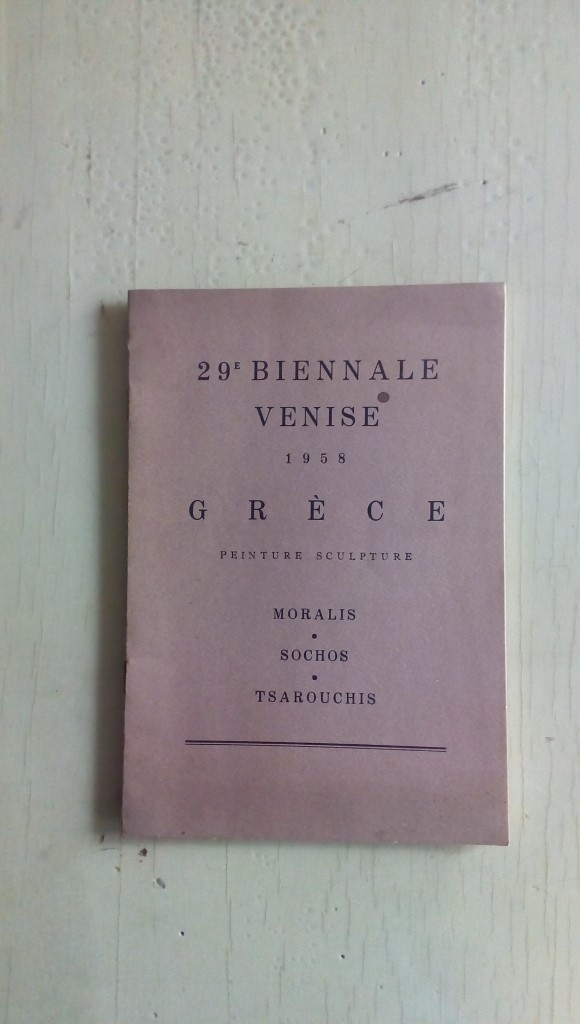 29E BIENNALE
VENISE
1958
GRÈCE
PEINTURE SCULPTURE
MORALIS
•
SOCHOS
•
TSAROUCHIS